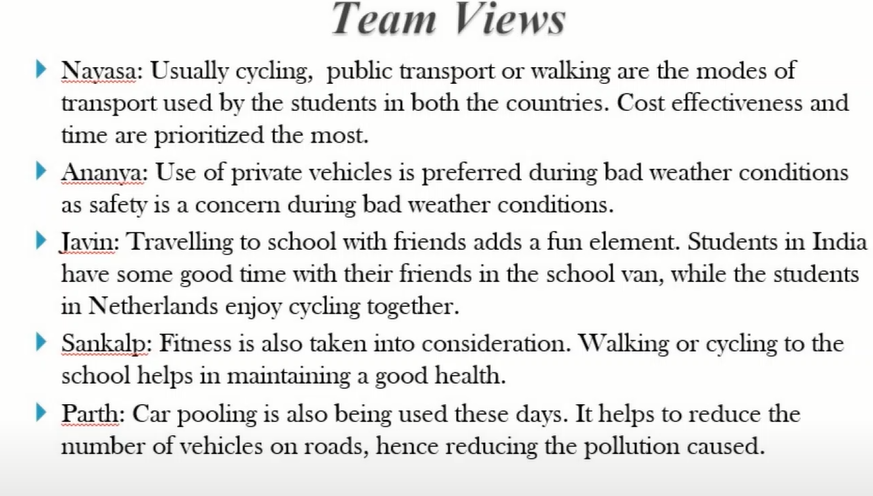 Team Views
Nayasa: Usually cycling,  public transport or walking are the modes of
transport used by the students in both the countries. Cost effectiveness and
time are prioritized the most.
Ananya: Use of private vehicles is preferred during bad weather conditions
as safety is a concern during bad weather conditions.
Javin: Travelling to school with friends adds a fun element. Students in India
have some good time with their friends in the school van, while the students
in Netherlands enjoy cycling together.
Sankalp: Fitness is also taken into consideration. Walking or cycling to the
school helps in maintaining a good health.
Parth: Car pooling is also being used these days. It helps to reduce the
number of vehicles on roads, hence reducing the pollution caused.